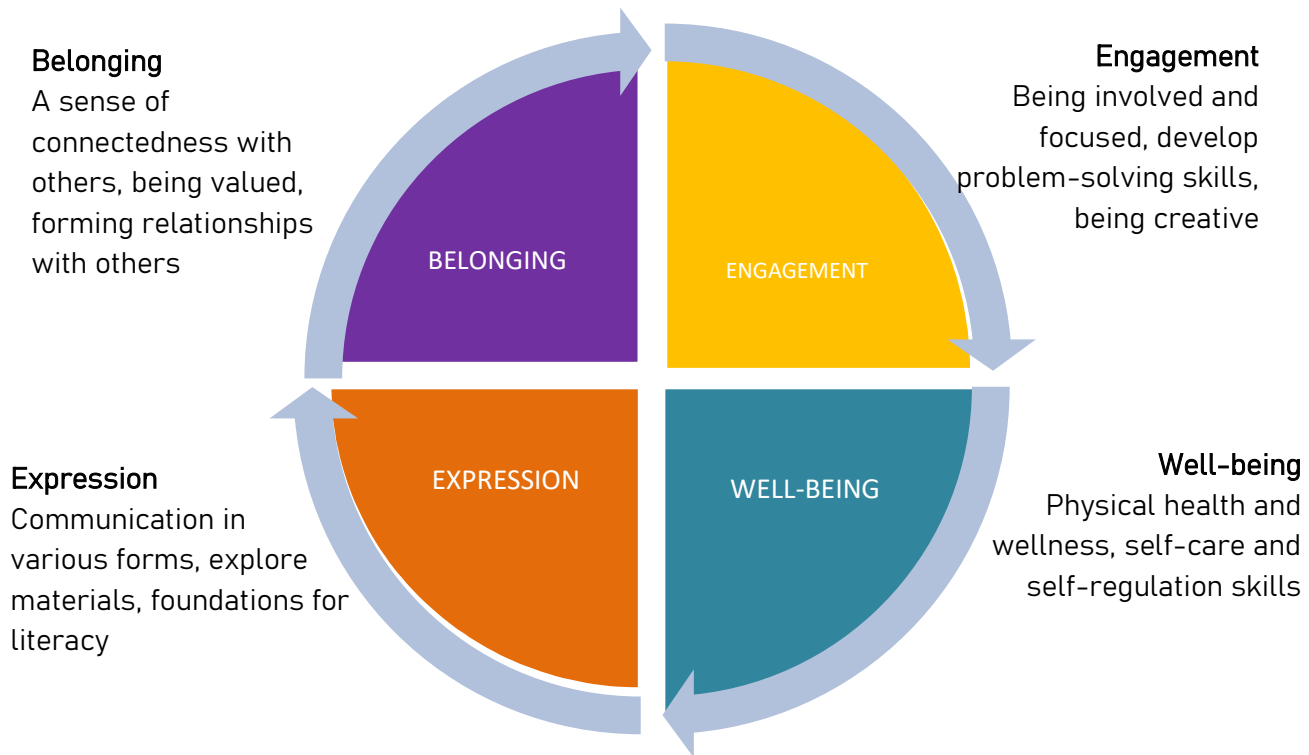 Belonging
A sense of
connectedness with
others, being valued,
forming relationships
with others
Engagement
Being involved and
focused, develop
problem-solving skills,
being creative
BELONGING
ENGAGEMENT
EXPRESSION
WELL-BEING
Expression
Communication in
various forms, explore
materials, foundations for
literacy
Well-being
Physical health and
wellness, self-care and
self-regulation skills